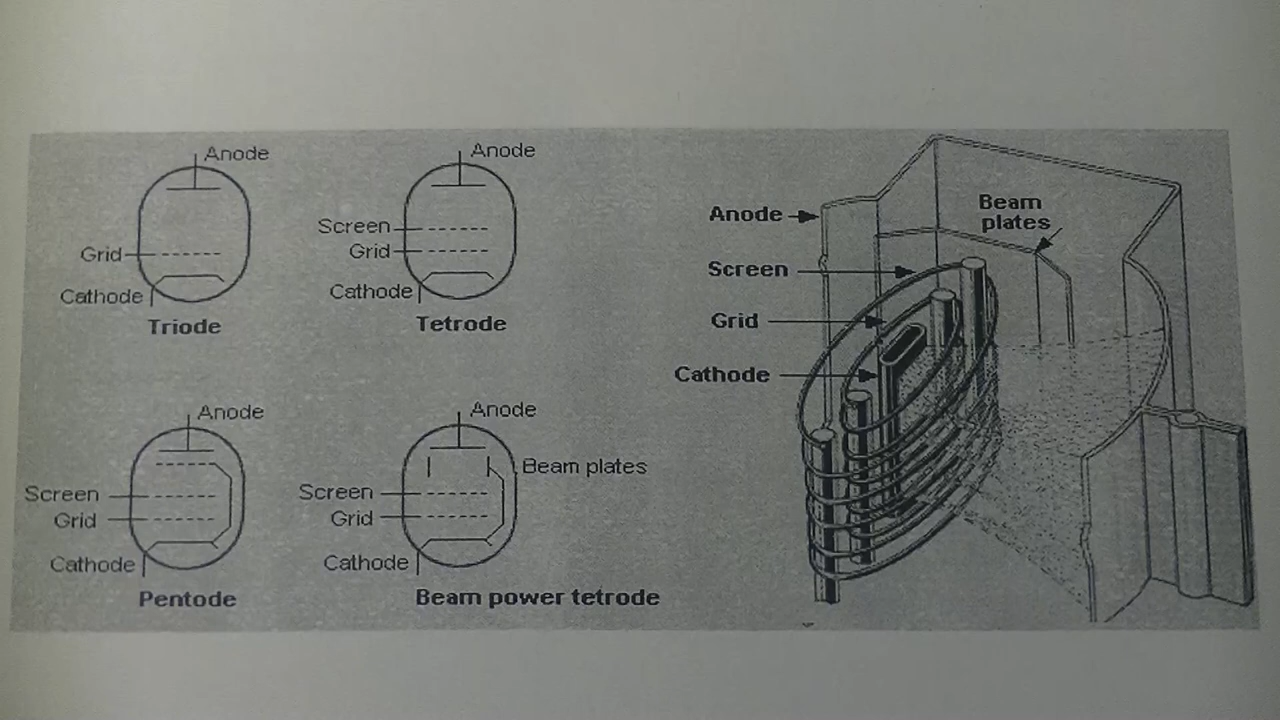 Anode
Grid
Cathode
Triode
Anode
Screen
Grid
Cathode
Tetrode
Anode
Screen
Grid
Cathode
Pentode
Anode
Beam plates
Screen
Grid
Cathode
Beam power tetrode
Anode
Beam
plates
Screen
Grid
Cathode